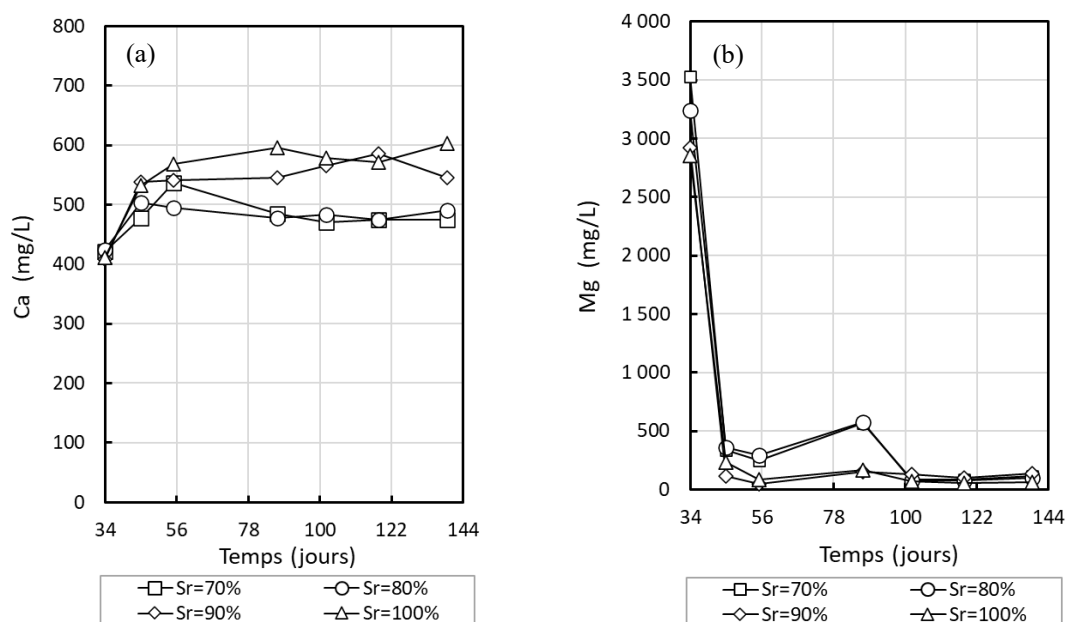 (a)
Ca (mg/L)
800
700
600
500
400
300
200
100
0
34 56 78 100 122 144
Temps (jours)
Sr=70% Sr=80%
Sr=90% Sr=100%
(b)
Mg (mg/L)
4 000
3 500
3 000
2 500
2 000
1 500
1 000
500
0
34 56 78 100 122 144
Temps (jours)
Sr=70% Sr=80%
Sr=90% Sr=100%